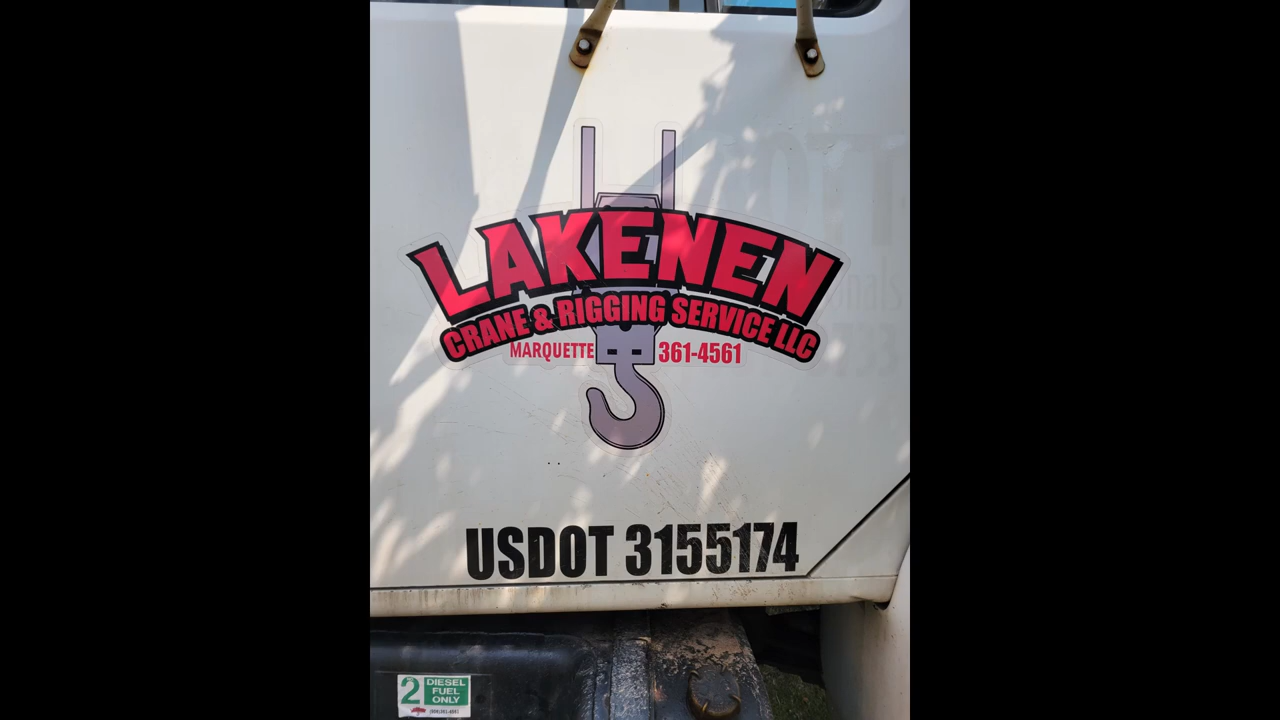 LAKENEN
CRANE & RIGGING SERVICE LLC
MARQUETTE 361-4561
USDOT 3155174
2 DIESEL
FUEL
ONLY